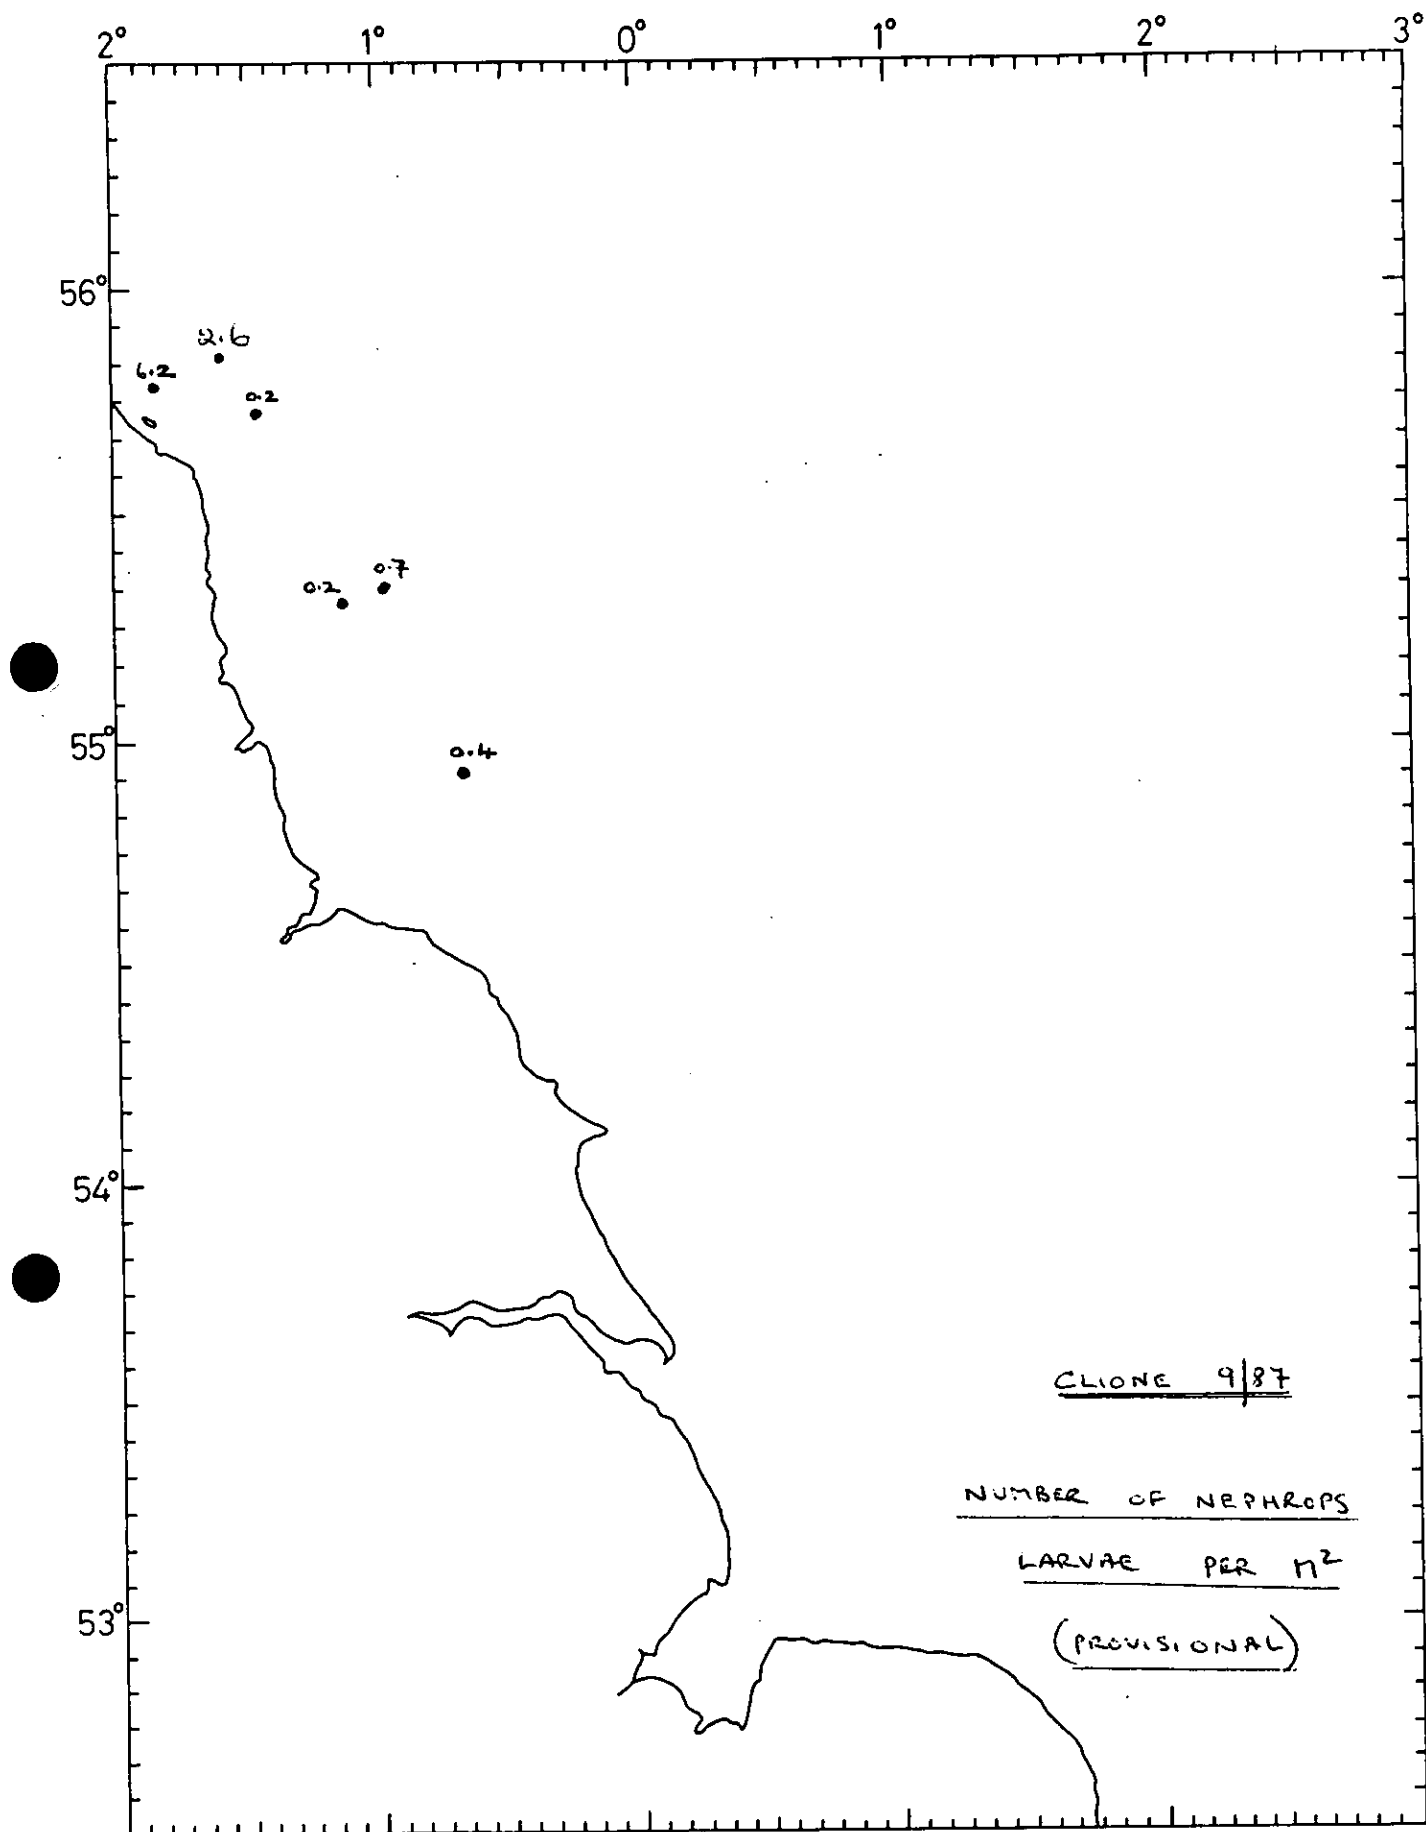 2° 1° 0° 1° 2° 3°
56°
2.6
6.2
0.2
0.7
0.2
55°
0.4
54°
CLIONE 9/87
NUMBER OF NEPHROPS
LARVAE PER M²
53°
(PROVISIONAL)